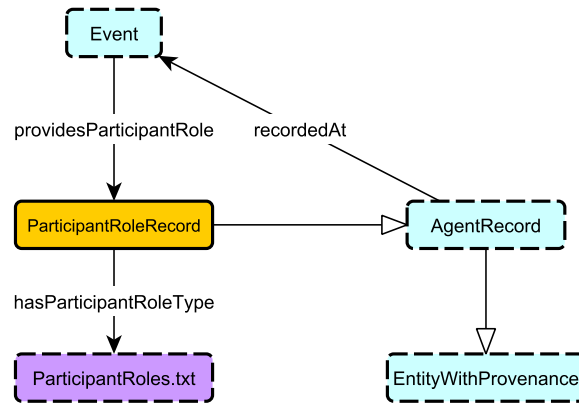 Event
providesParticipantRole
recordedAt
ParticipantRoleRecord
AgentRecord
hasParticipantRoleType
ParticipantRoles.txt
EntityWithProvenance